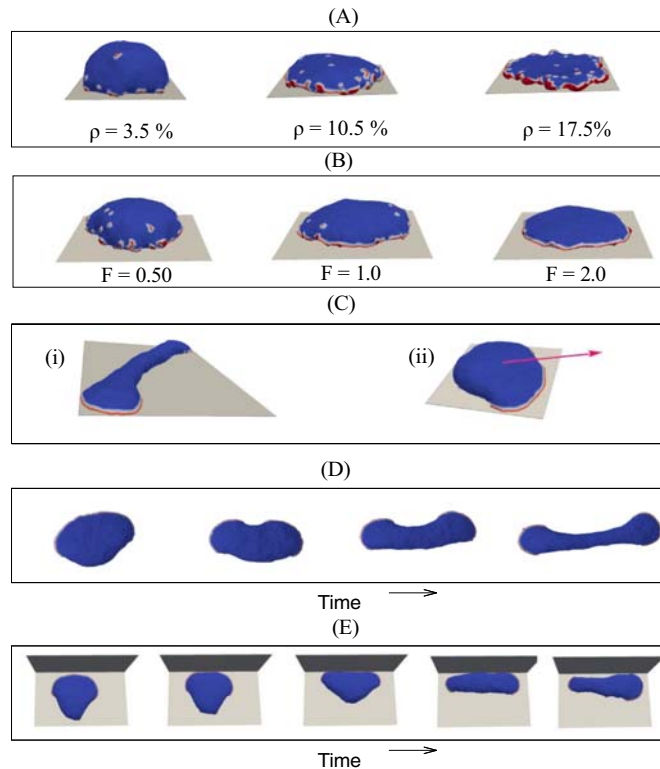 (A)
ρ = 3.5 % ρ = 10.5 % ρ = 17.5%
(B)
F = 0.50 F = 1.0 F = 2.0
(C)
(i) (ii)
(D)
Time
(E)
Time